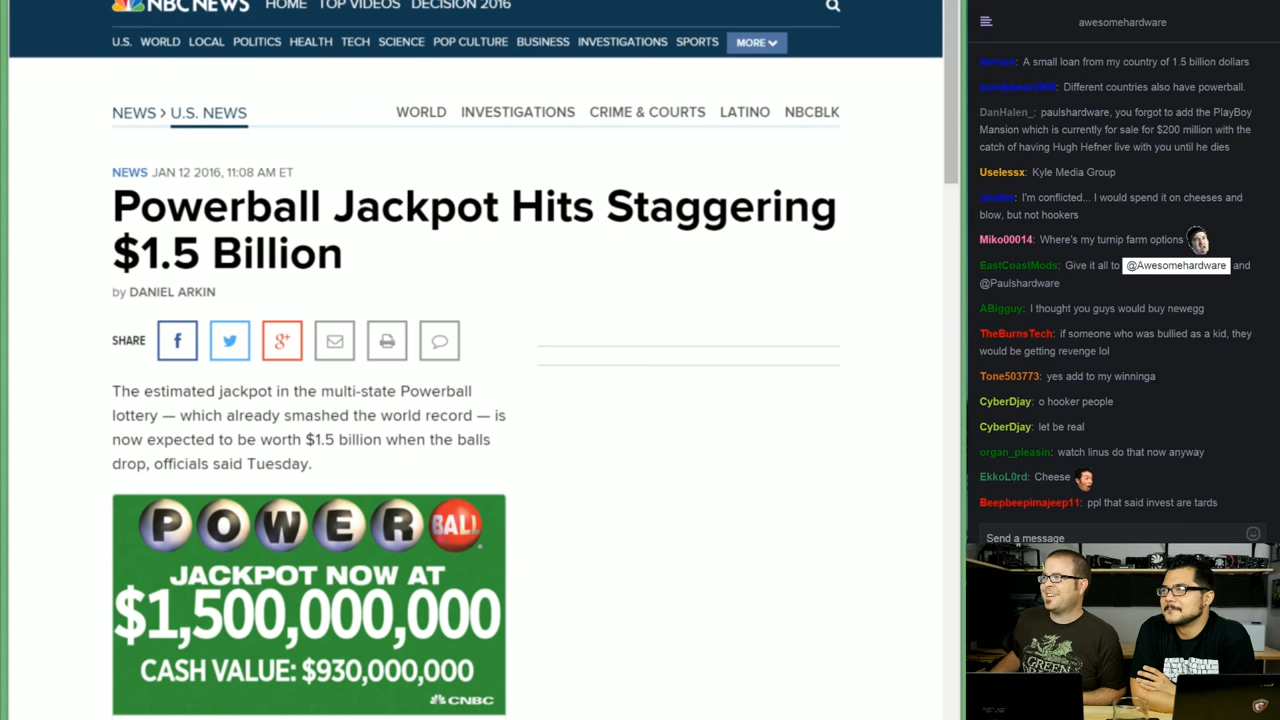 NBC NEWS HOME TOP VIDEOS DECISION 2016
U.S. WORLD LOCAL POLITICS HEALTH TECH SCIENCE POP CULTURE BUSINESS INVESTIGATIONS SPORTS MORE
NEWS > U.S. NEWS WORLD INVESTIGATIONS CRIME & COURTS LATINO NBCBLK
NEWS JAN 12 2016, 11:08 AM ET
Powerball Jackpot Hits Staggering
$1.5 Billion
by DANIEL ARKIN
SHARE f g+
The estimated jackpot in the multi-state Powerball
lottery — which already smashed the world record — is
now expected to be worth $1.5 billion when the balls
drop, officials said Tuesday.
POWER BALL
JACKPOT NOW AT
$1,500,000,000
CASH VALUE: $930,000,000
CNBC
awesomehardware
: A small loan from my country of 1.5 billion dollars
: Different countries also have powerball.
DanHalen_: paulshardware, you forgot to add the PlayBoy
Mansion which is currently for sale for $200 million with the
catch of having Hugh Hefner live with you until he dies
Uselessx: Kyle Media Group
: I'm conflicted... I would spend it on cheeses and
blow, but not hookers
Miko00014: Where's my turnip farm options
EastCoastMods: Give it all to @Awesomehardware and
@Paulshardware
ABigguy: I thought you guys would buy newegg
TheBurnsTech: if someone who was bullied as a kid, they
would be getting revenge lol
Tone503773: yes add to my winninga
CyberDjay: o hooker people
CyberDjay: let be real
organ_pleasin: watch linus do that now anyway
EkkoL0rd: Cheese
Beepbeepimajeep11: ppl that said invest are tards
Send a message
GREEN